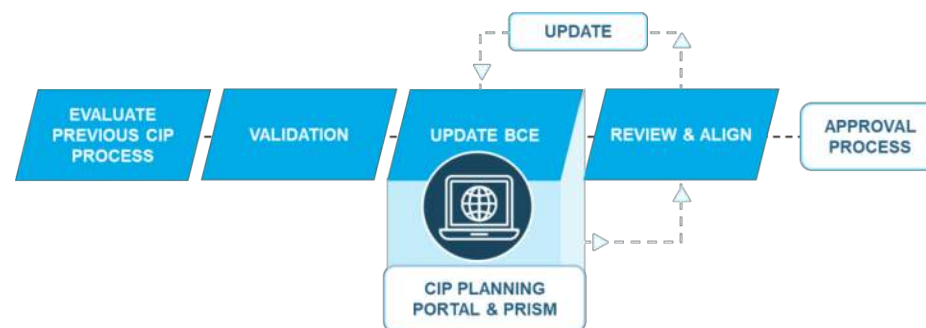 UPDATE
EVALUATE
PREVIOUS CIP
PROCESS
VALIDATION
UPDATE BCE
REVIEW & ALIGN
APPROVAL
PROCESS
CIP PLANNING
PORTAL & PRISM